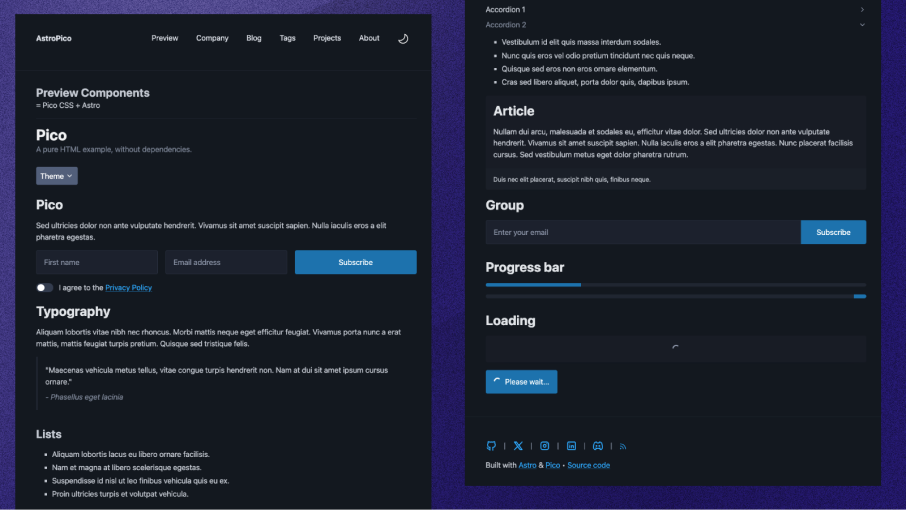 AstroPico
Preview
Company
Blog
Tags
Projects
About
Preview Components
= Pico CSS + Astro
Pico
A pure HTML example, without dependencies.
Theme
Pico
Sed ultricies dolor non ante vulputate hendrerit. Vivamus sit amet suscipit sapien. Nulla iaculis eros a elit
pharetra egestas.
First name
Email address
Subscribe
I agree to the Privacy Policy
Typography
Aliquam lobortis vitae nibh nec rhoncus. Morbi mattis neque eget efficitur feugiat. Vivamus porta nunc a erat
mattis, mattis feugiat turpis pretium. Quisque sed tristique felis.
"Maecenas vehicula metus tellus, vitae congue turpis hendrerit non. Nam at dui sit amet ipsum cursus
ornare."
- Phasellus eget lacinia
Lists
• Aliquam lobortis lacus eu libero ornare facilisis.
• Nam et magna at libero scelerisque egestas.
• Suspendisse id nisl ut leo finibus vehicula quis eu ex.
• Proin ultricies turpis et volutpat vehicula.
Accordion 1
Accordion 2
• Vestibulum id elit quis massa interdum sodales.
• Nunc quis eros vel odio pretium tincidunt nec quis neque.
• Quisque sed eros non eros ornare elementum.
• Cras sed libero aliquet, porta dolor quis, dapibus ipsum.
Article
Nullam dui arcu, malesuada et sodales eu, efficitur vitae dolor. Sed ultricies dolor non ante vulputate
hendrerit. Vivamus sit amet suscipit sapien. Nulla iaculis eros a elit pharetra egestas. Nunc placerat facilisis
cursus. Sed vestibulum metus eget dolor pharetra rutrum.
Duis nec elit placerat, suscipit nibh quis, finibus neque.
Group
Enter your email
Subscribe
Progress bar
Loading
Please wait...
| | | | |
Built with Astro & Pico • Source code